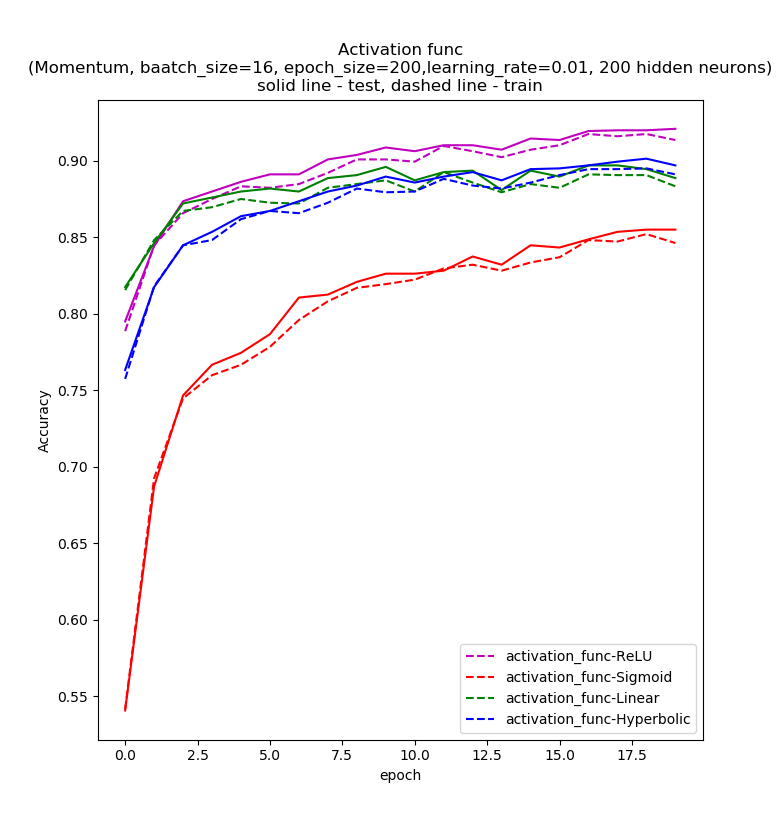 Activation func
(Momentum, baatch_size=16, epoch_size=200,learning_rate=0.01, 200 hidden neurons)
solid line - test, dashed line - train
0.90
0.85
0.80
0.75
0.70
0.65
0.60
0.55
Accuracy
activation_func-ReLU
activation_func-Sigmoid
activation_func-Linear
activation_func-Hyperbolic
0.0 2.5 5.0 7.5 10.0 12.5 15.0 17.5
epoch